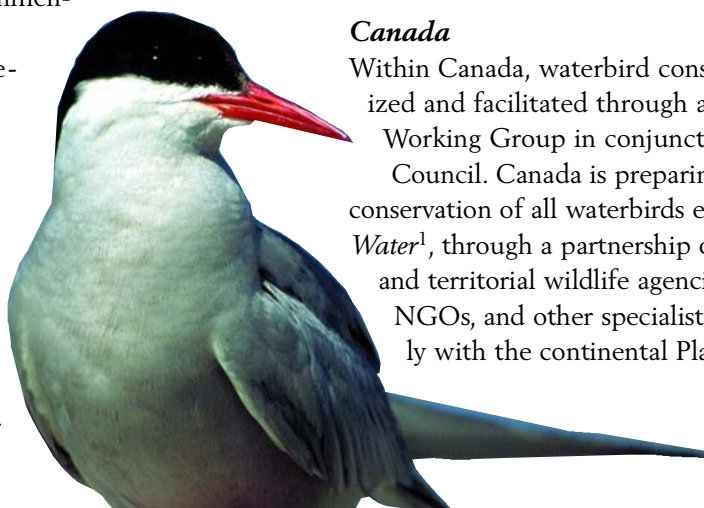 e-
Canada
Within Canada, waterbird cons
ized and facilitated through a
Working Group in conjunct
Council. Canada is preparin
conservation of all waterbirds e
Water¹, through a partnership o
and territorial wildlife agenci
NGOs, and other specialist
ly with the continental Pla